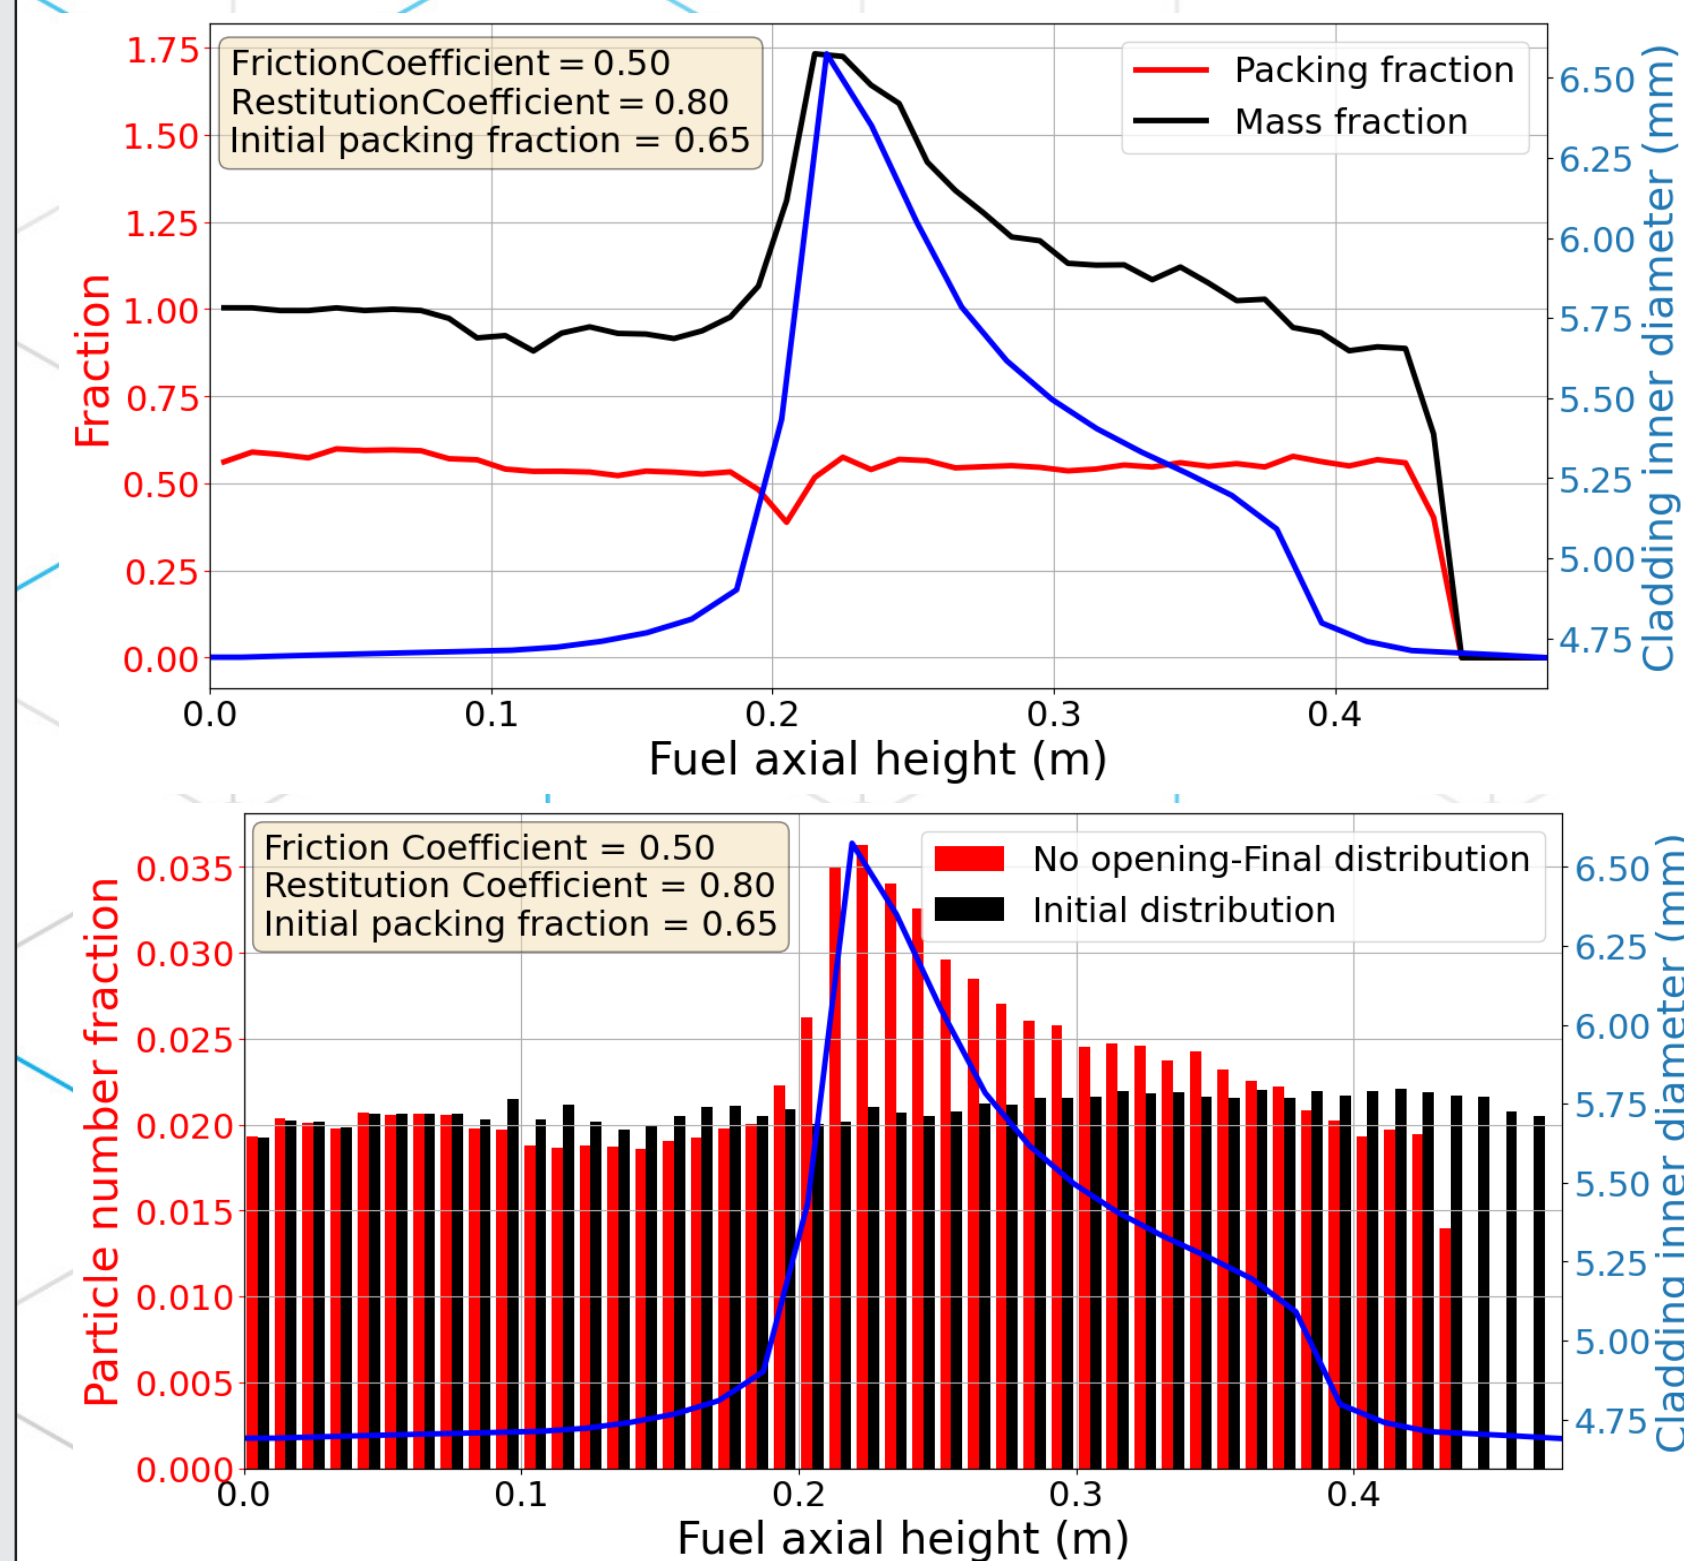 FrictionCoefficient = 0.50
RestitutionCoefficient = 0.80
Initial packing fraction = 0.65
Packing fraction
Mass fraction
Fraction
1.75
1.50
1.25
1.00
0.75
0.50
0.25
0.00
6.50
6.25
6.00
5.75
5.50
5.25
5.00
4.75
Cladding inner diameter (mm)
0.0 0.1 0.2 0.3 0.4
Fuel axial height (m)
Friction Coefficient = 0.50
Restitution Coefficient = 0.80
Initial packing fraction = 0.65
No opening-Final distribution
Initial distribution
Particle number fraction
0.035
0.030
0.025
0.020
0.015
0.010
0.005
0.000
6.50
6.25
6.00
5.75
5.50
5.25
5.00
4.75
Cladding inner diameter (mm)
0.0 0.1 0.2 0.3 0.4
Fuel axial height (m)